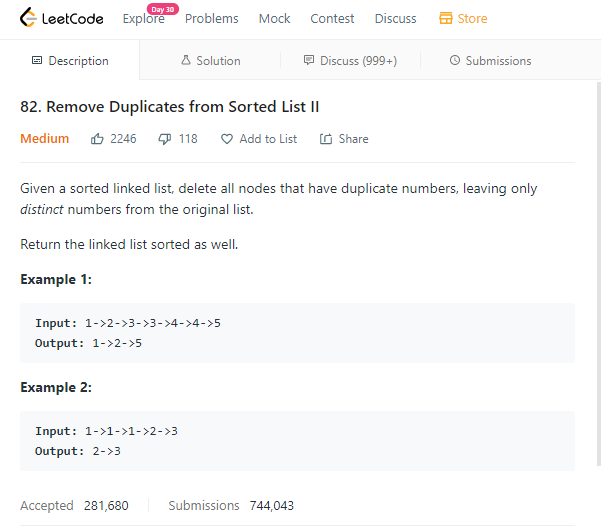 LeetCode Explore Day 30 Problems Mock Contest Discuss Store
Description Solution Discuss (999+) Submissions
82. Remove Duplicates from Sorted List II
Medium 2246 118 Add to List Share
Given a sorted linked list, delete all nodes that have duplicate numbers, leaving only
distinct numbers from the original list.
Return the linked list sorted as well.
Example 1:
Input: 1->2->3->3->4->4->5
Output: 1->2->5
Example 2:
Input: 1->1->1->2->3
Output: 2->3
Accepted 281,680 Submissions 744,043